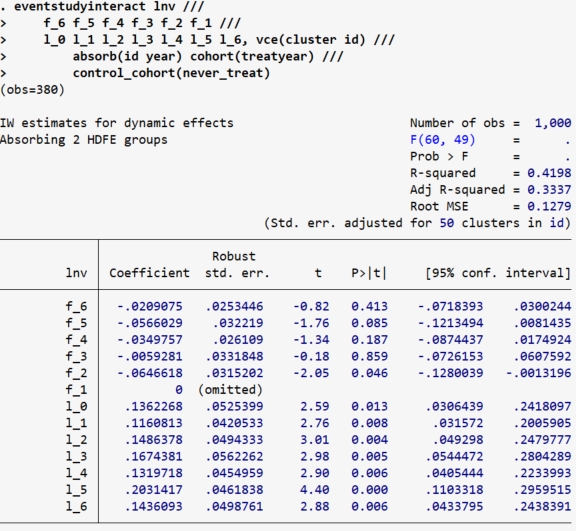 . eventstudyinteract lnv ///
> f_6 f_5 f_4 f_3 f_2 f_1 ///
> l_0 l_1 l_2 l_3 l_4 l_5 l_6, vce(cluster id) ///
> absorb(id year) cohort(treatyear) ///
> control_cohort(never_treat)
(obs=380)
IW estimates for dynamic effects Number of obs = 1,000
Absorbing 2 HDFE groups F(60, 49) = .
Prob > F = .
R-squared = 0.4198
Adj R-squared = 0.3337
Root MSE = 0.1279
(Std. err. adjusted for 50 clusters in id)
Robust
lnv Coefficient std. err. t P>|t| [95% conf. interval]
f_6 -.0209075 .0253446 -0.82 0.413 -.0718393 .0300244
f_5 -.0566029 .032219 -1.76 0.085 -.1213494 .0081435
f_4 -.0349757 .026109 -1.34 0.187 -.0874437 .0174924
f_3 -.0059281 .0331848 -0.18 0.859 -.0726153 .0607592
f_2 -.0646618 .0315202 -2.05 0.046 -.1280039 -.0013196
f_1 0 (omitted)
l_0 .1362268 .0525399 2.59 0.013 .0306439 .2418097
l_1 .1160813 .0420533 2.76 0.008 .031572 .2005905
l_2 .1486378 .0494333 3.01 0.004 .049298 .2479777
l_3 .1674381 .0562262 2.98 0.005 .0544472 .2804289
l_4 .1319718 .0454959 2.90 0.006 .0405444 .2233993
l_5 .2031417 .0461838 4.40 0.000 .1103318 .2959515
l_6 .1436093 .0498761 2.88 0.006 .0433795 .2438391